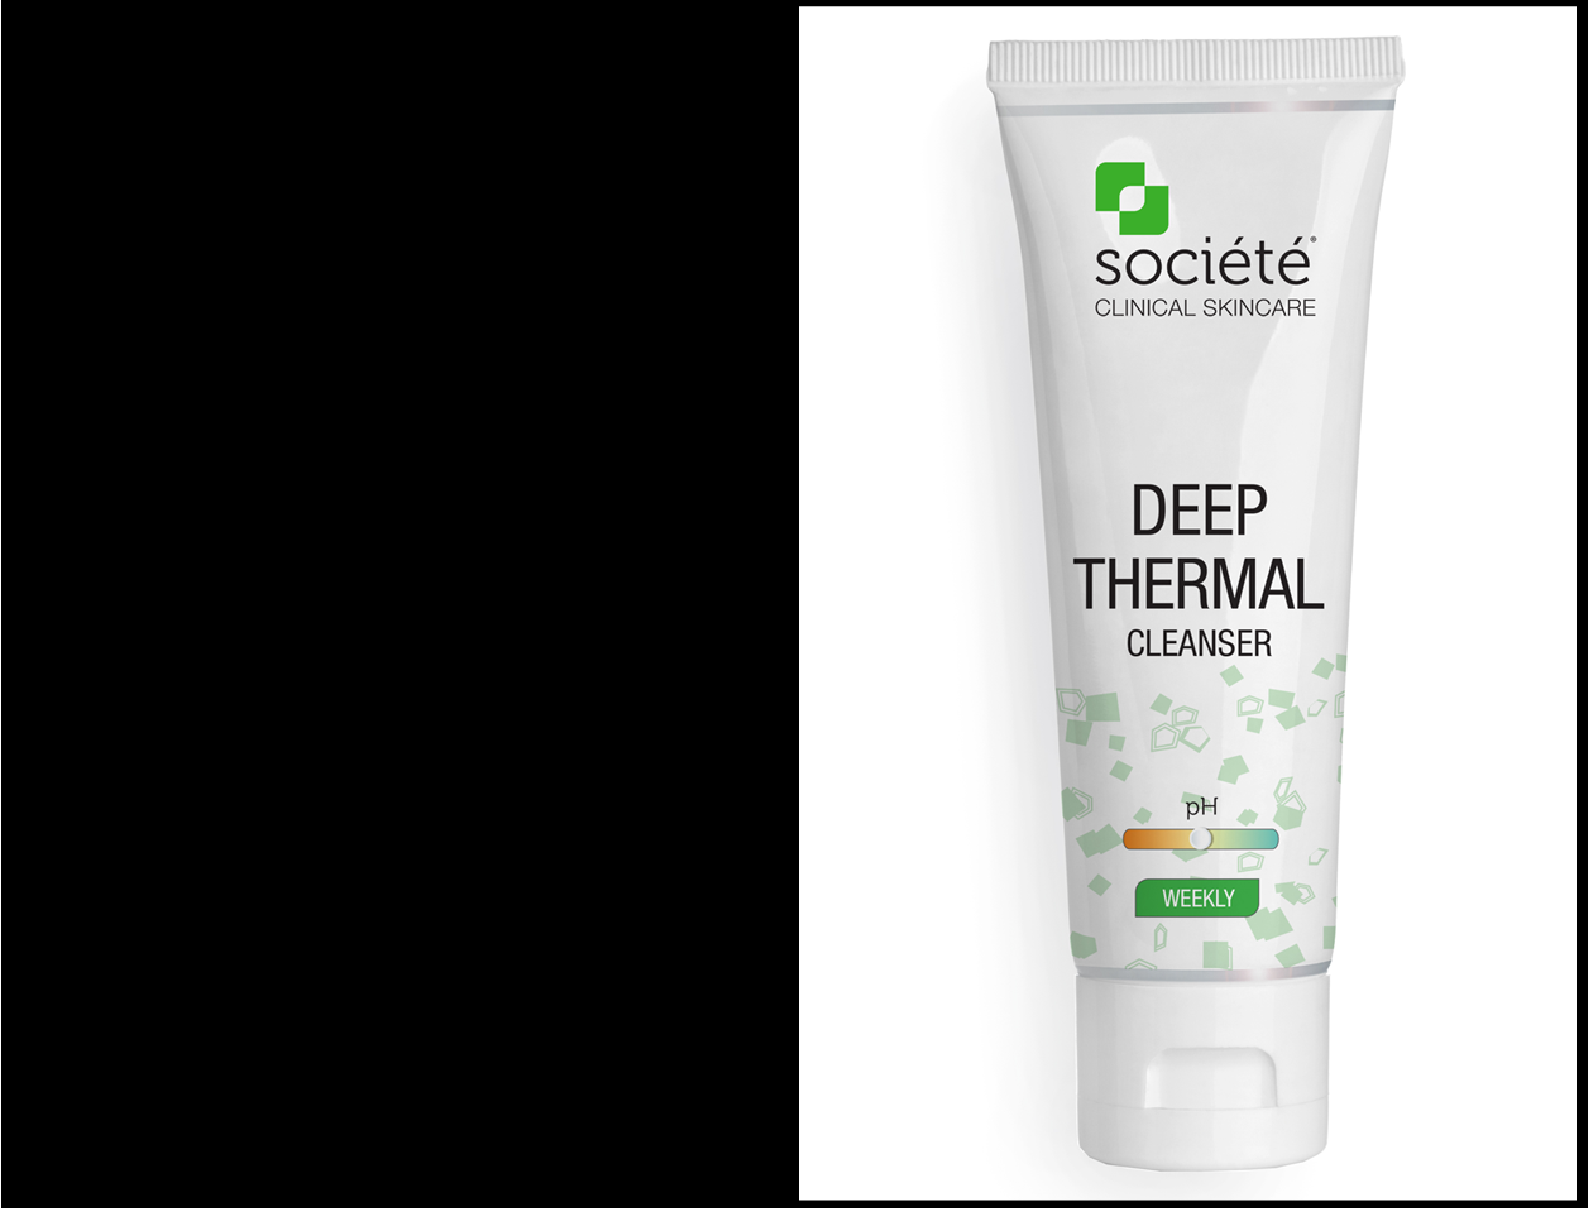 société®
CLINICAL SKINCARE
DEEP
THERMAL
CLEANSER
pH
WEEKLY